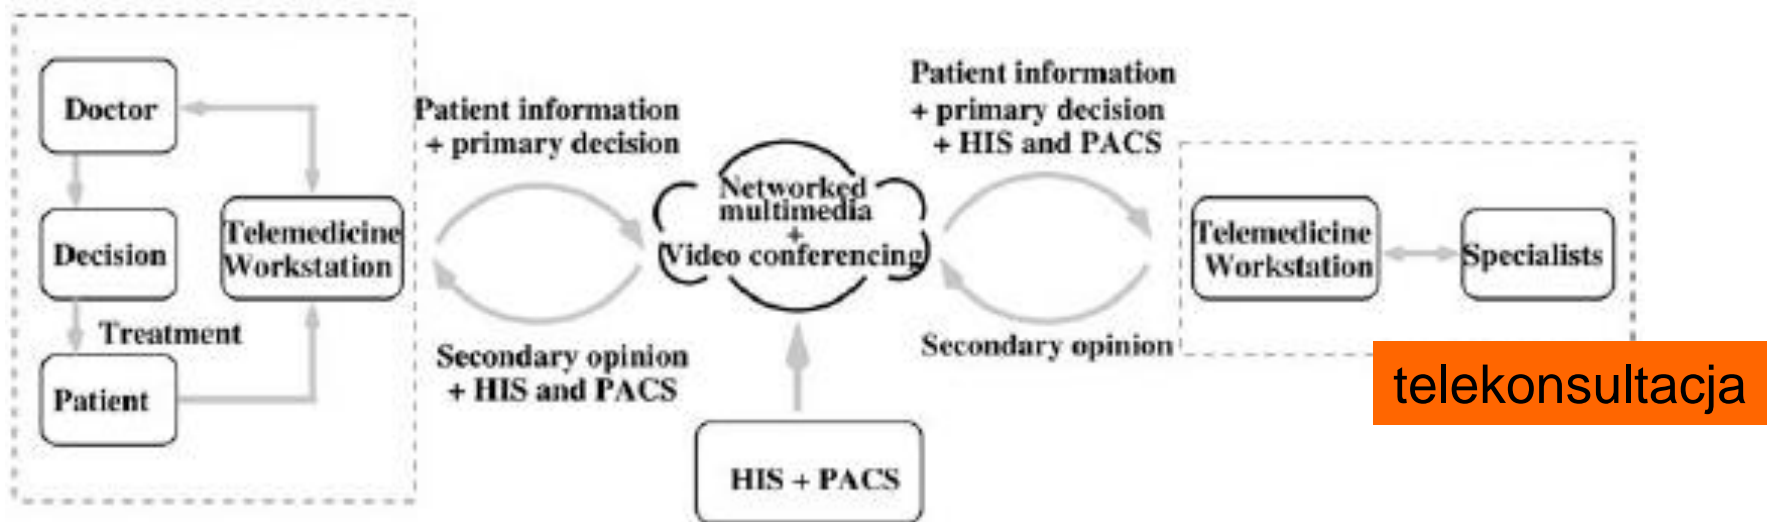 Doctor
Decision
Treatment
Patient
Telemedicine
Workstation
Patient information
+ primary decision
Secondary opinion
+ HIS and PACS
Networked
multimedia
+
Video conferencing
HIS + PACS
Patient information
+ primary decision
+ HIS and PACS
Secondary opinion
Telemedicine
Workstation
Specialists
telekonsultacja